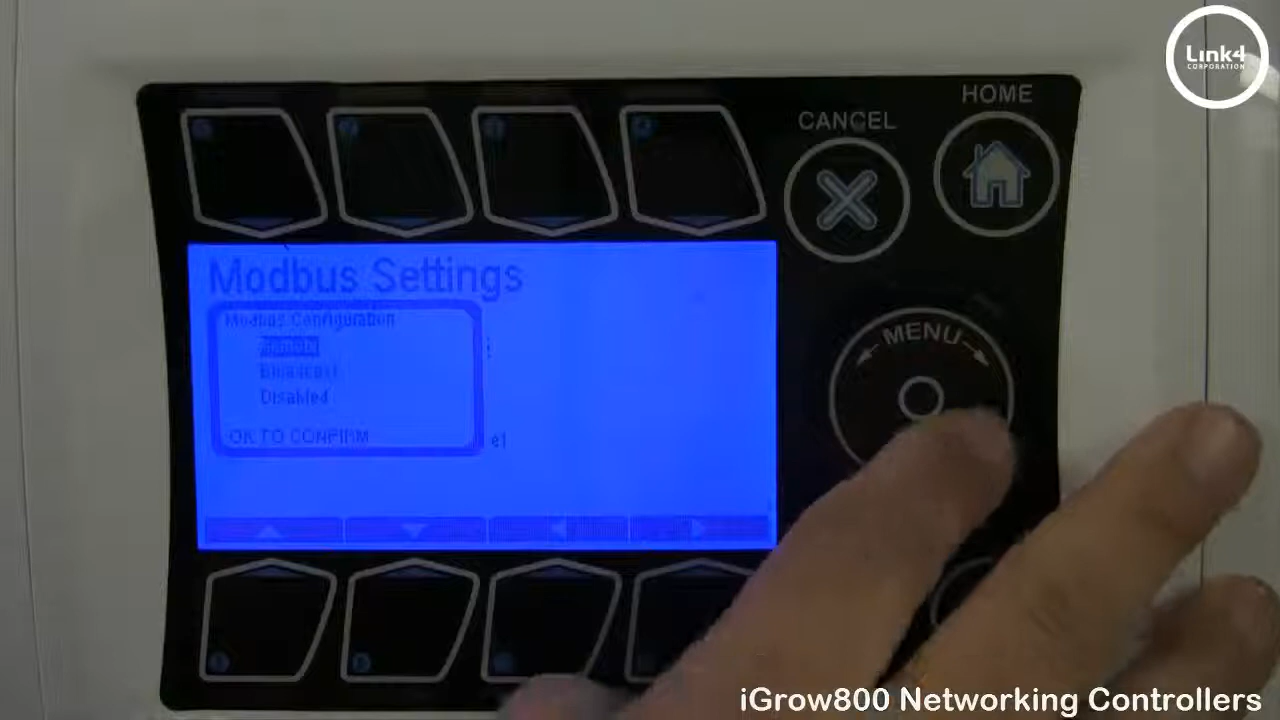 Link4
CORPORATION
HOME
CANCEL
Modbus Settings
Modbus Configuration
MENU
Disabled
OK TO CONFIRM
iGrow800 Networking Controllers